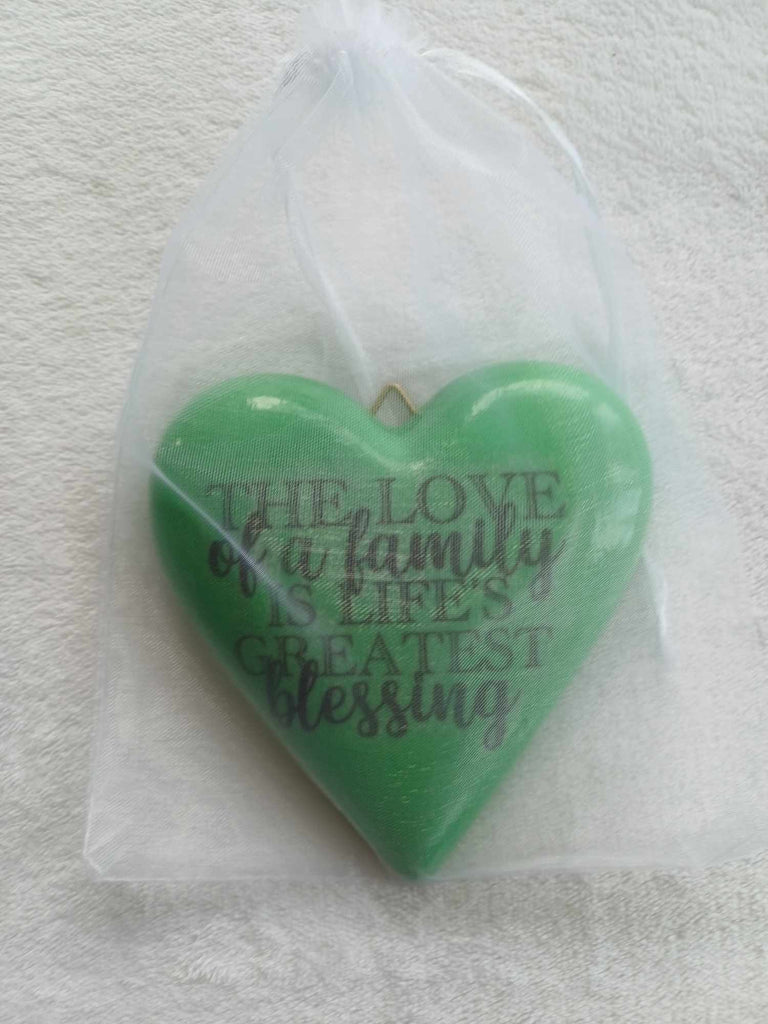 THE LOVE
of a family
IS LIFE'S
GREATEST
blessing